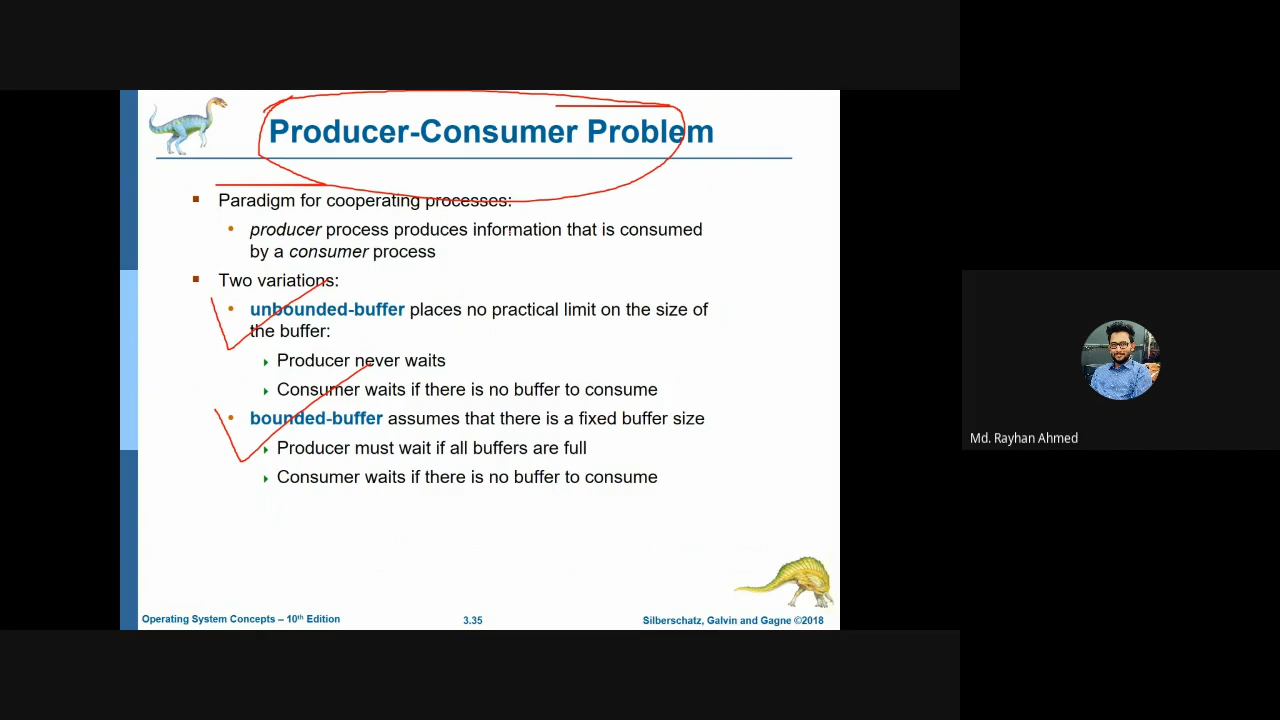 Producer-Consumer Problem
Paradigm for cooperating processes:
producer process produces information that is consumed
by a consumer process
Two variations:
unbounded-buffer places no practical limit on the size of
the buffer:
Producer never waits
Consumer waits if there is no buffer to consume
bounded-buffer assumes that there is a fixed buffer size
Producer must wait if all buffers are full
Consumer waits if there is no buffer to consume
Operating System Concepts – 10th Edition
3.35
Silberschatz, Galvin and Gagne ©2018
Md. Rayhan Ahmed